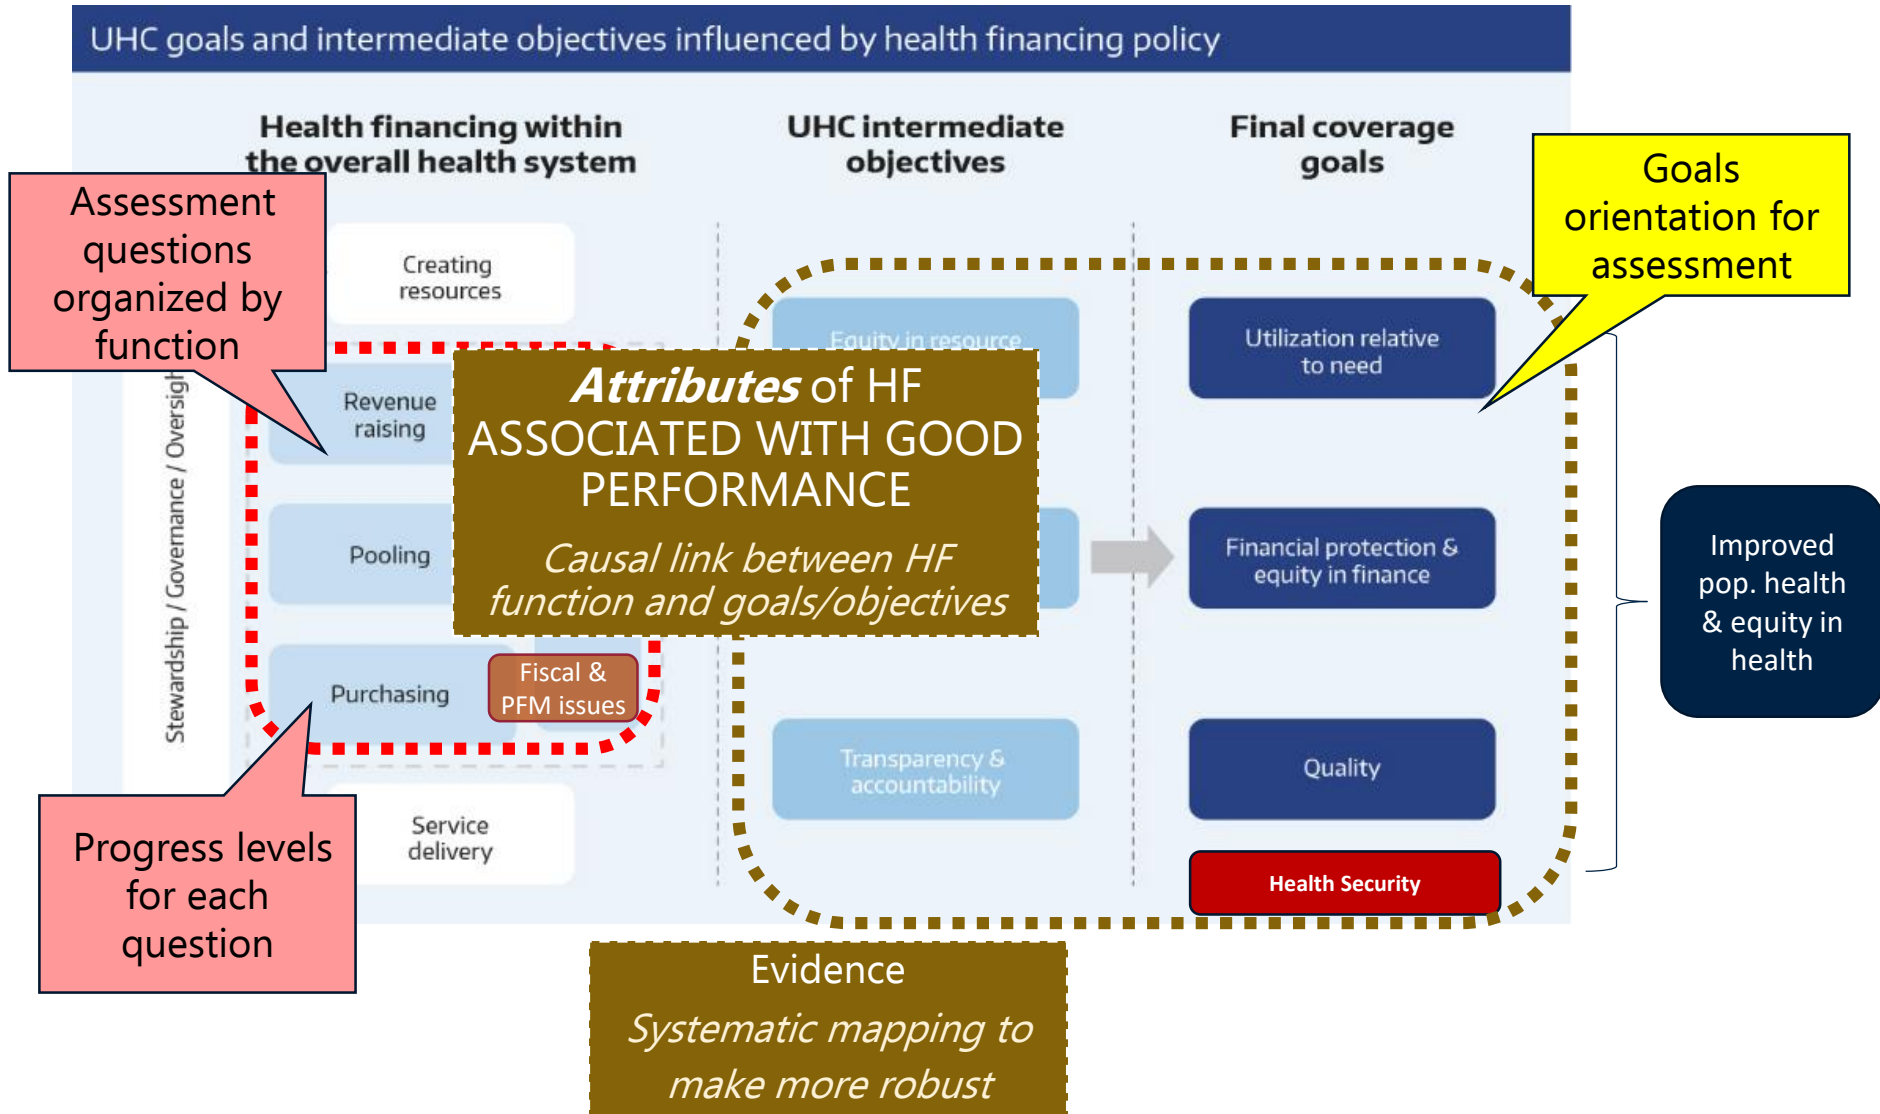 UHC goals and intermediate objectives influenced by health financing policy
Health financing within
the overall health system
UHC intermediate
objectives
Final coverage
goals
Assessment
questions
organized by
function
Goals
orientation for
assessment
Creating
resources
Stewardship / Governance / Oversigh
Revenue
raising
Pooling
Purchasing
Fiscal &
PFM issues
Service
delivery
Progress levels
for each
question
Equity in resource
Attributes of HF
ASSOCIATED WITH GOOD
PERFORMANCE
Causal link between HF
function and goals/objectives
Transparency &
accountability
Utilization relative
to need
Financial protection &
equity in finance
Quality
Health Security
Improved
pop. health
& equity in
health
Evidence
Systematic mapping to
make more robust